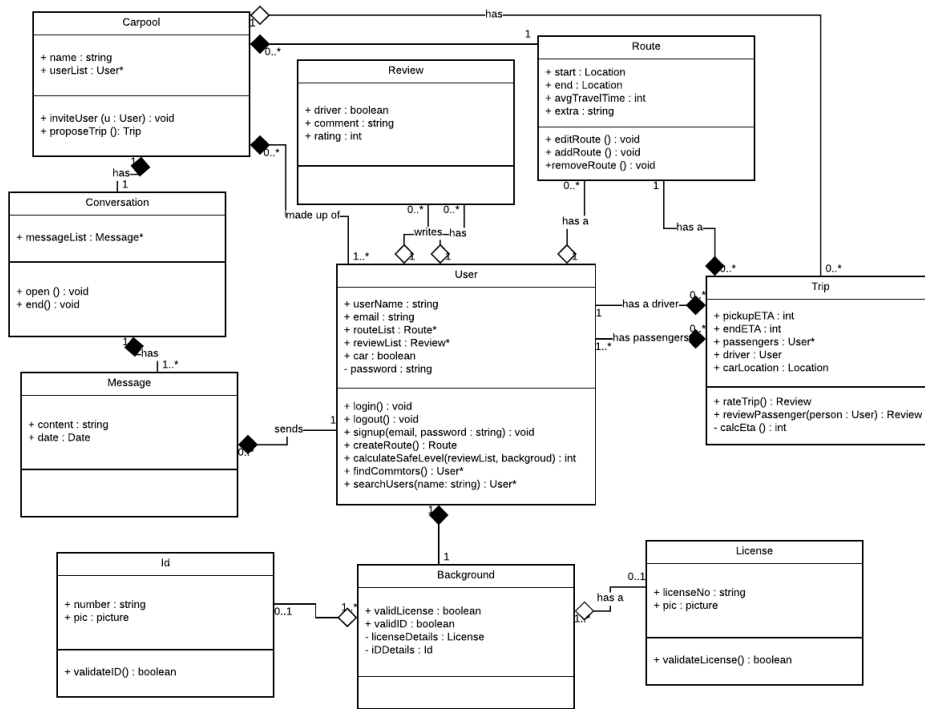 Carpool
+ name : string
+ userList : User*
+ inviteUser (u : User) : void
+ proposeTrip (): Trip
1
has
0..*
0..*
1
Route
+ start : Location
+ end : Location
+ avgTravelTime : int
+ extra : string
+ editRoute () : void
+ addRoute () : void
+removeRoute () : void
Review
+ driver : boolean
+ comment : string
+ rating : int
0..*
made up of
1..*
1
has
1
Conversation
+ messageList : Message*
+ open () : void
+ end() : void
0..*
0..*
writes
has
1
1
0..*
has a
1
1
has a
0..*
User
+ userName : string
+ email : string
+ routeList : Route*
+ reviewList : Review*
+ car : boolean
- password : string
+ login() : void
+ logout() : void
+ signup(email, password : string) : void
+ createRoute() : Route
+ calculateSafeLevel(reviewList, backgroud) : int
+ findCommtors() : User*
+ searchUsers(name: string) : User*
has a driver
1
0..*
has passengers
1..*
0..*
Trip
+ pickupETA : int
+ endETA : int
+ passengers : User*
+ driver : User
+ carLocation : Location
+ rateTrip() : Review
+ reviewPassenger(person : User) : Review
- calcEta () : int
1
has
1..*
Message
+ content : string
+ date : Date
sends
1
0..*
1
1
Id
+ number : string
+ pic : picture
+ validateID() : boolean
0..1
1..*
Background
+ validLicense : boolean
+ validID : boolean
- licenseDetails : License
- iDDetails : Id
has a
0..1
1..*
License
+ licenseNo : string
+ pic : picture
+ validateLicense() : boolean